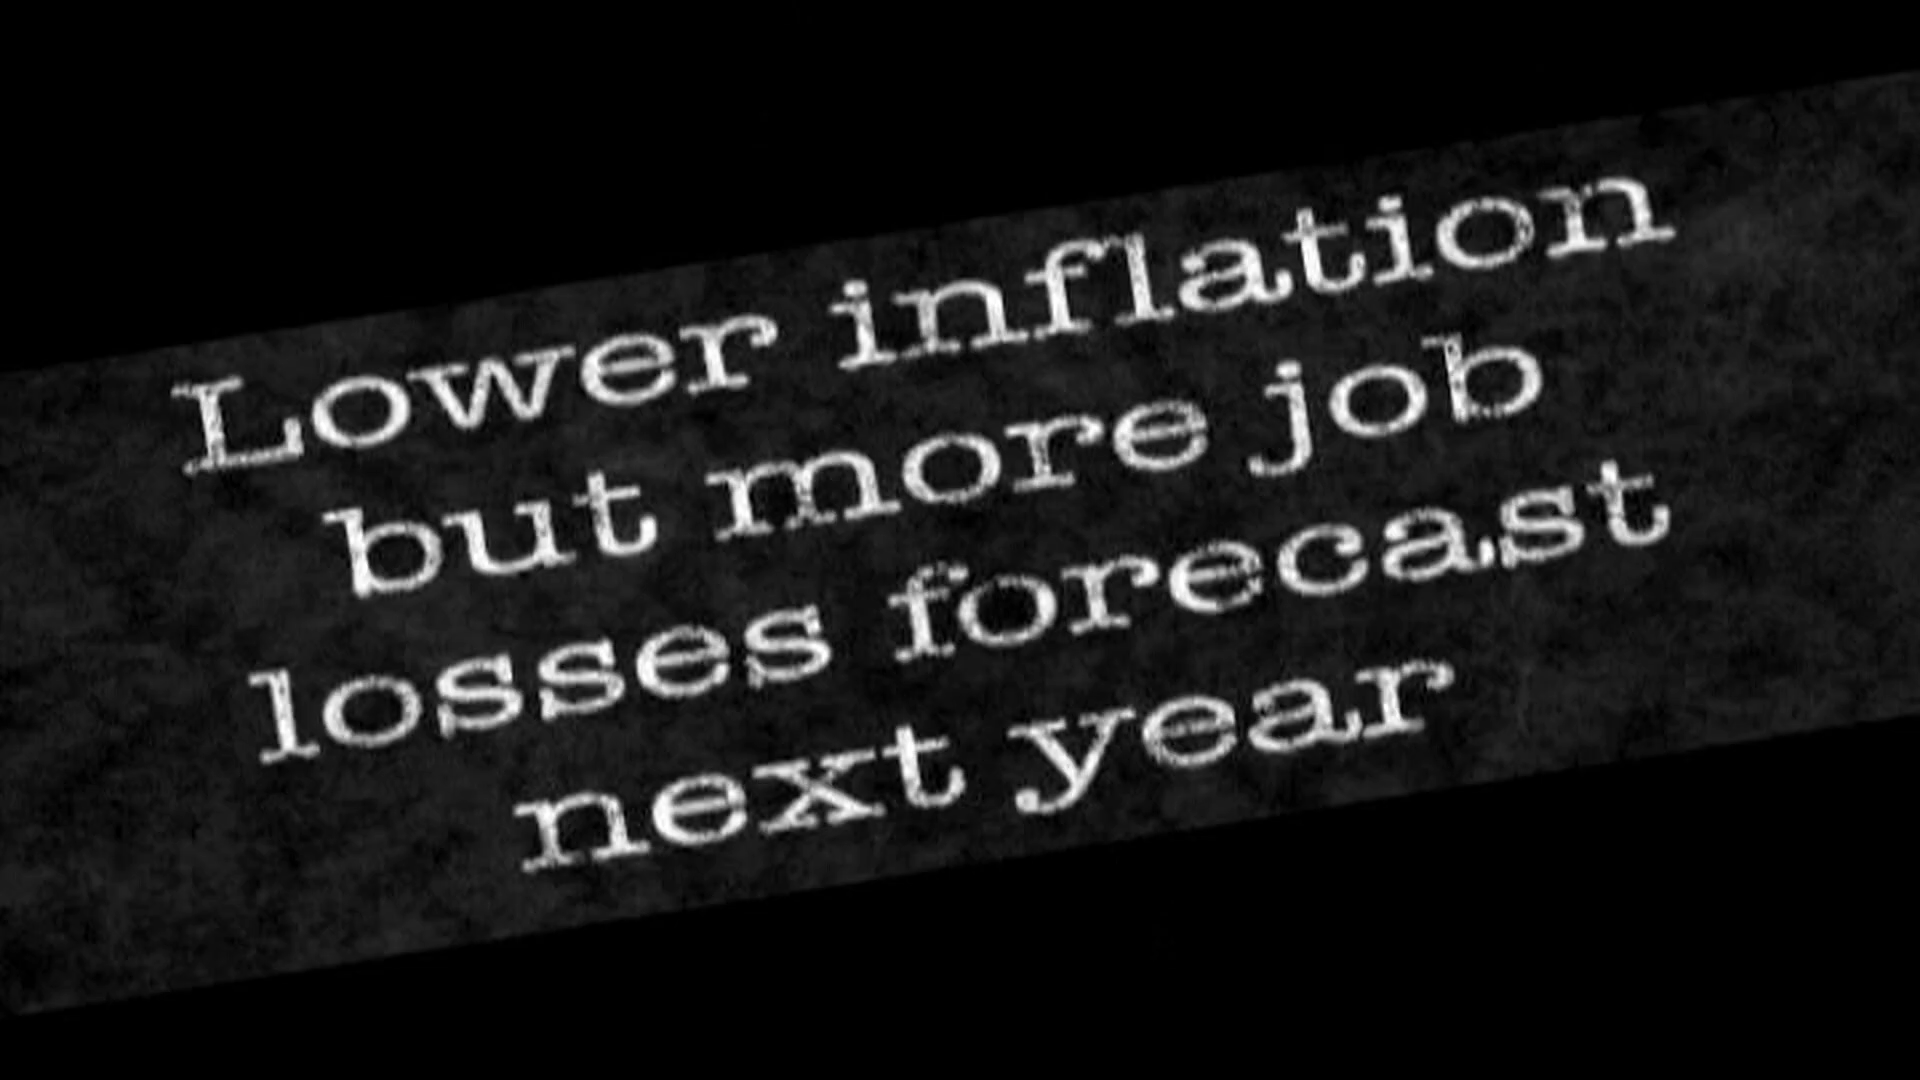 Lower inflation
but more job
losses forecast
next year